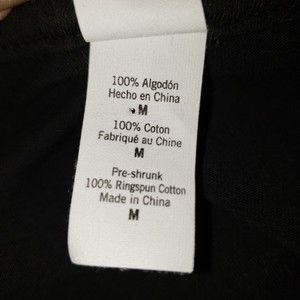 100% Algodón
Hecho en China
M
100% Coton
Fabriqué au Chine
M
Pre-shrunk
100% Ringspun Cotton
Made in China
M